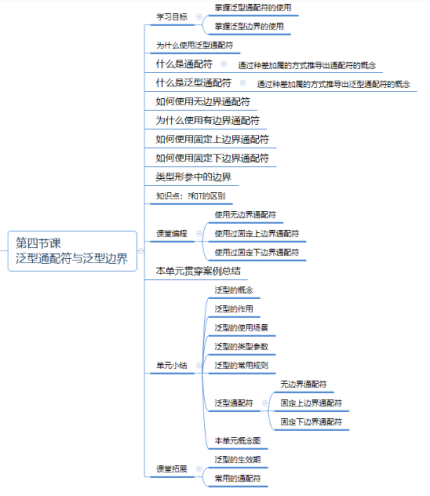 学习目标
掌握泛型通配符的使用
掌握泛型边界的使用
为什么使用泛型通配符
什么是通配符
通过种差加属的方式推导出通配符的概念
什么是泛型通配符
通过种差加属的方式推导出泛型通配符的概念
如何使用无边界通配符
为什么使用有边界通配符
如何使用固定上边界通配符
如何使用固定下边界通配符
类型形参中的边界
知识点：?和T的区别
第四节课
泛型通配符与泛型边界
课堂编程
使用无边界通配符
使用过固定上边界通配符
使用过固定下边界通配符
本单元贯穿案例总结
单元小结
泛型的概念
泛型的作用
泛型的使用场景
泛型的类型参数
泛型的常用规则
泛型通配符
无边界通配符
固定上边界通配符
固定下边界通配符
本单元概念图
课堂拓展
泛型的生效期
常用的通配符